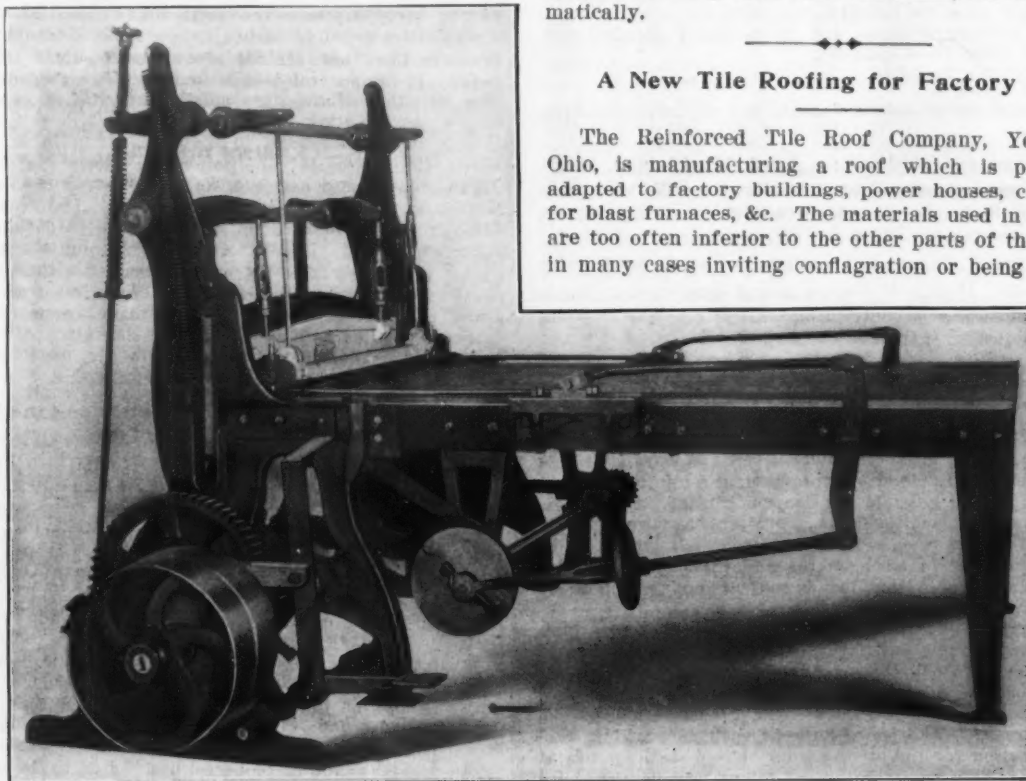 matically.
A New Tile Roofing for Factory
The Reinforced Tile Roof Company, Yo
Ohio, is manufacturing a roof which is p
adapted to factory buildings, power houses, c
for blast furnaces, &c. The materials used in
are too often inferior to the other parts of th
in many cases inviting conflagration or being